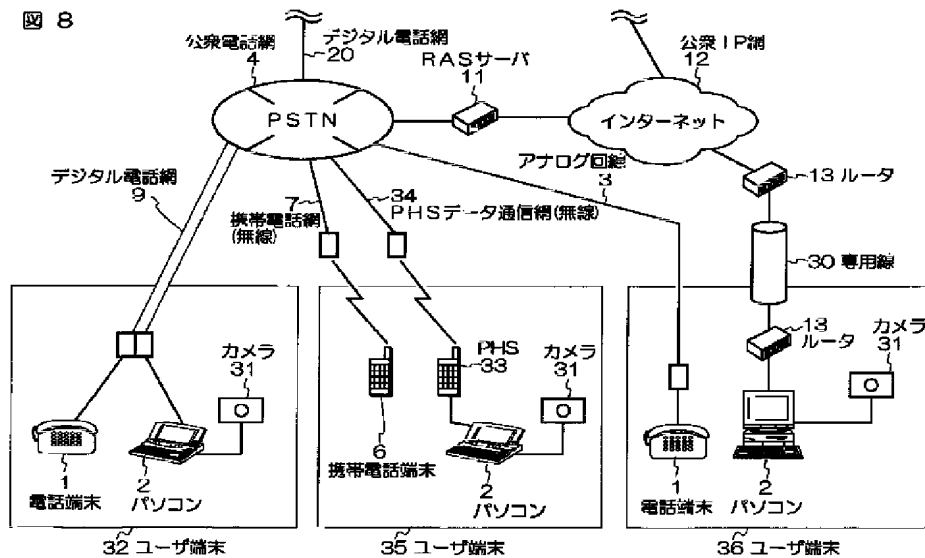 図 8
公衆電話網
4
デジタル電話網
20
RASサーバ
11
公衆IP網
12
PSTN
インターネット
アナログ回線
3
13 ルータ
デジタル電話網
9
7
携帯電話網
(無線)
34
PHSデータ通信網(無線)
30 専用線
カメラ
31
PHS
33
カメラ
31
13
ルータ
カメラ
31
1
電話端末
2
パソコン
6
携帯電話端末
2
パソコン
1
電話端末
2
パソコン
32 ユーザ端末
35 ユーザ端末
36 ユーザ端末